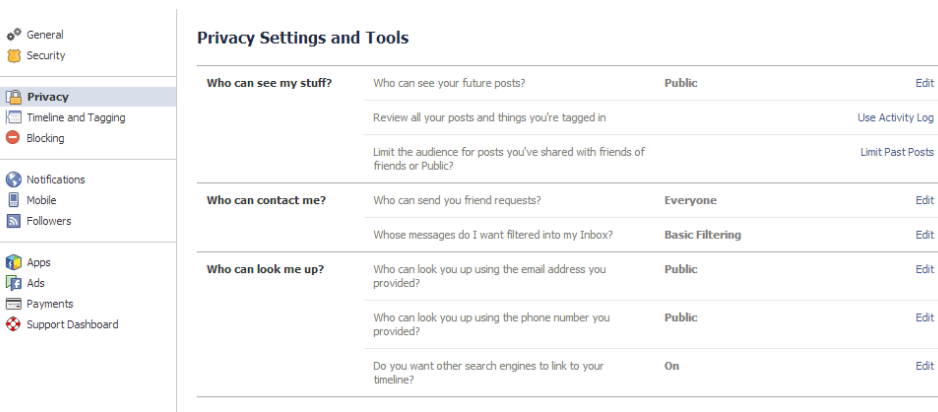 General
Security
Privacy
Timeline and Tagging
Blocking
Notifications
Mobile
Followers
Apps
Ads
Payments
Support Dashboard
Privacy Settings and Tools
Who can see my stuff? Who can see your future posts? Public Edit
Review all your posts and things you're tagged in Use Activity Log
Limit the audience for posts you've shared with friends of Limit Past Posts
friends or Public?
Who can contact me? Who can send you friend requests? Everyone Edit
Whose messages do I want filtered into my Inbox? Basic Filtering Edit
Who can look me up? Who can look you up using the email address you Public Edit
provided?
Who can look you up using the phone number you Public Edit
provided?
Do you want other search engines to link to your On Edit
timeline?